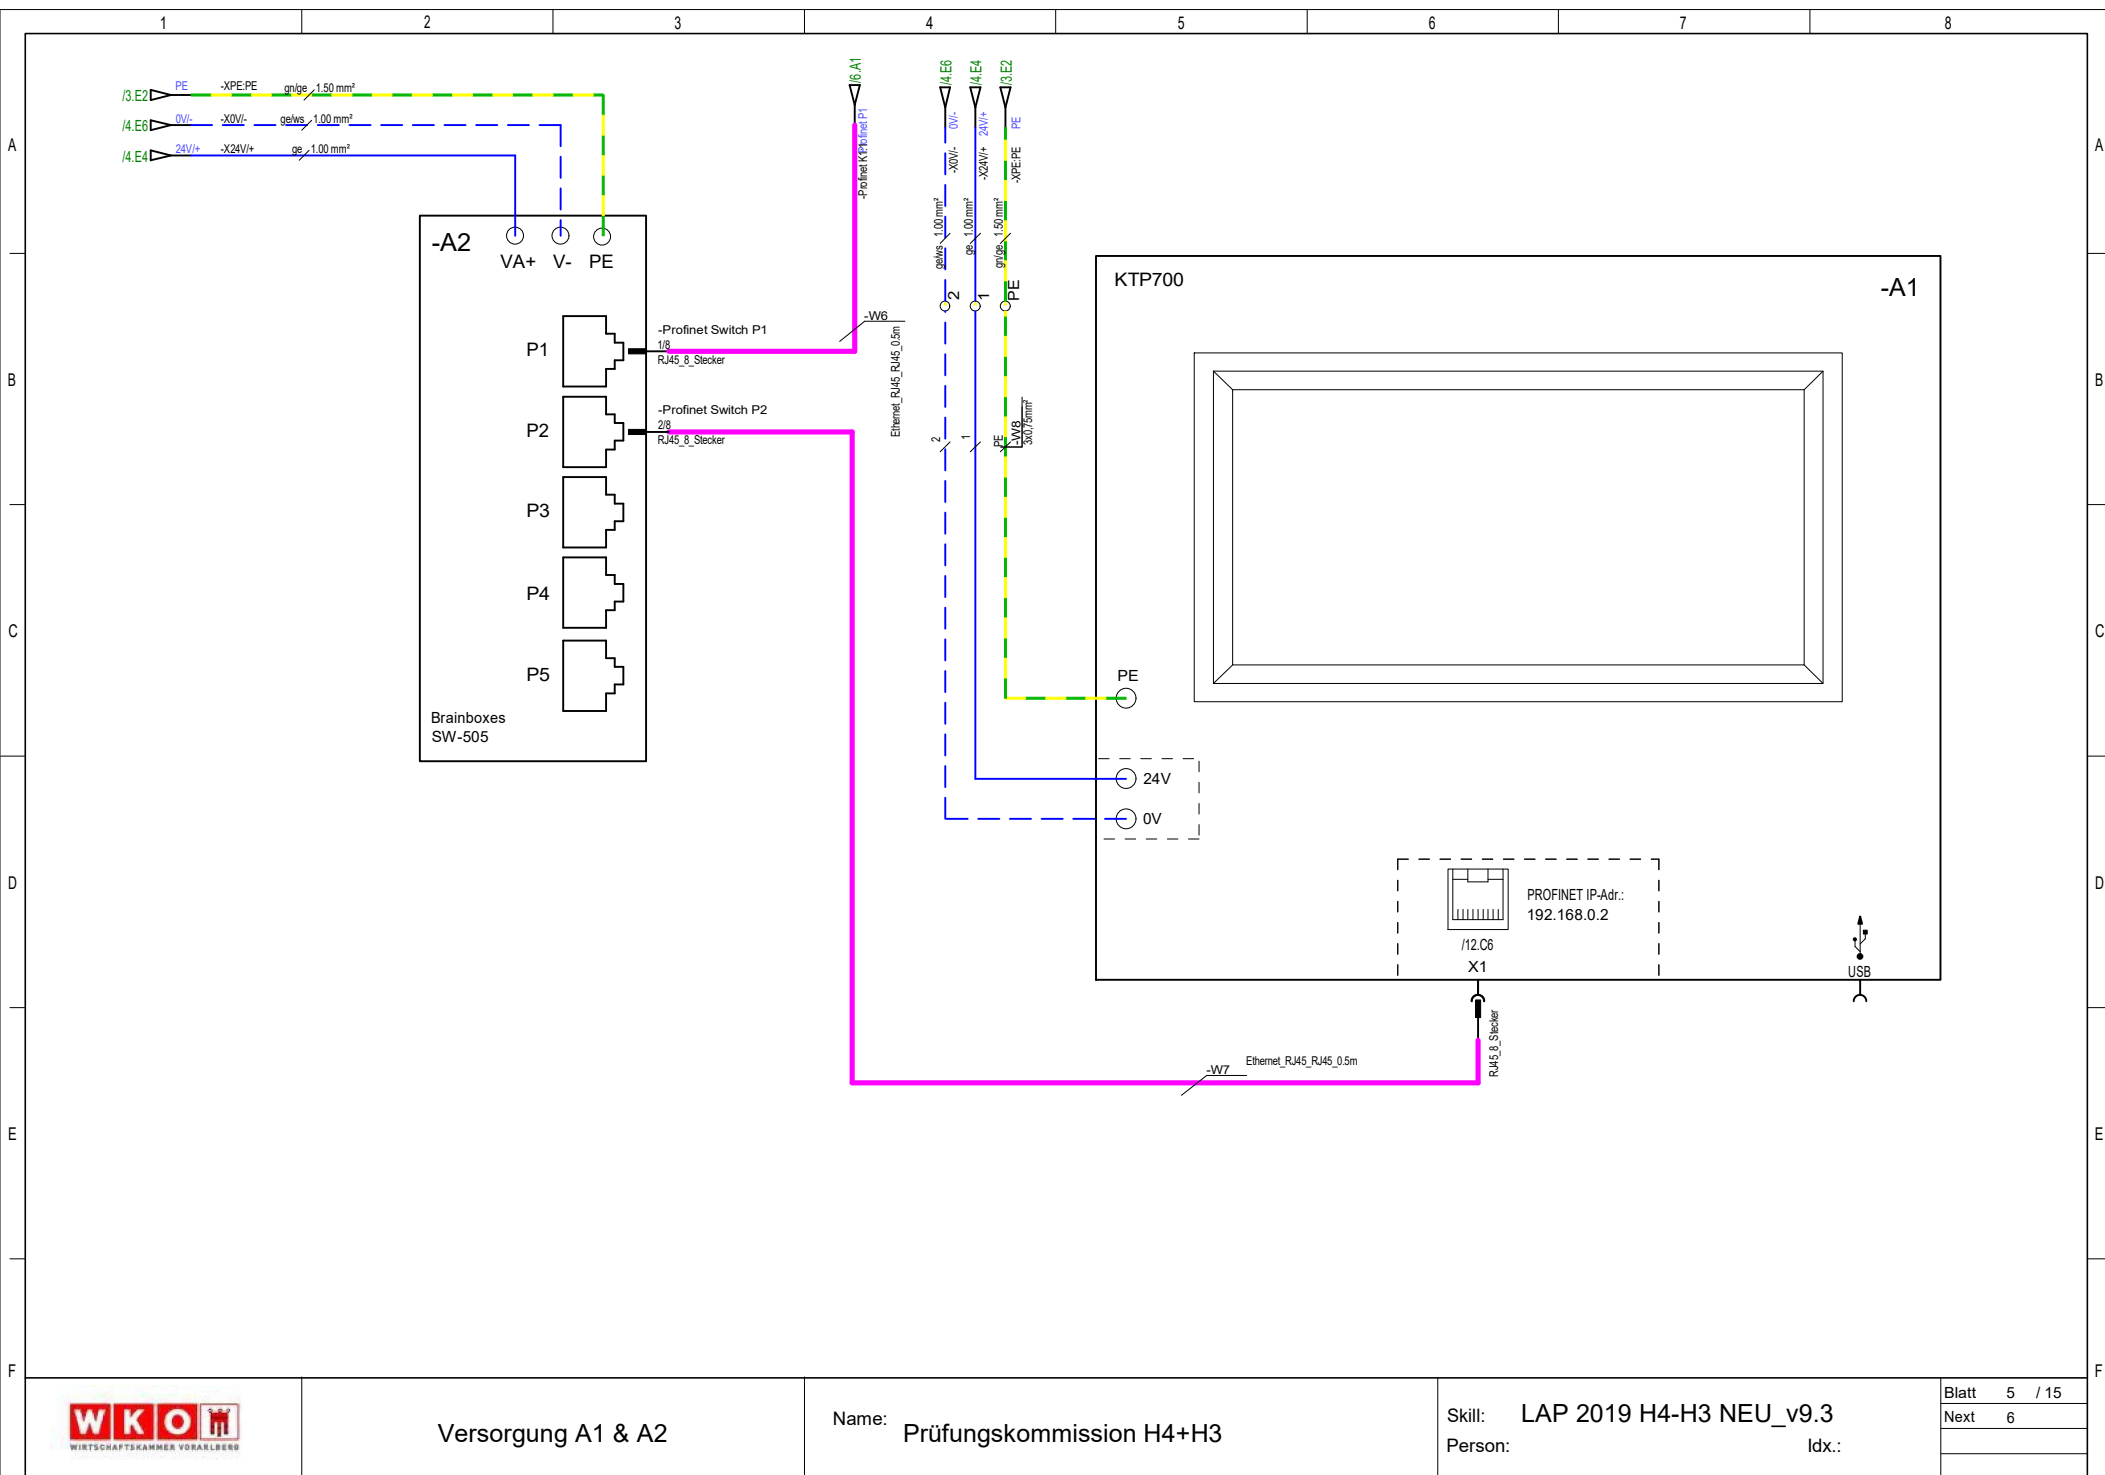 1 2 3 4 5 6 7 8
A A
B B
C C
D D
E E
F F
/3.E2 PE -XPE:PE gn/ge 1.50 mm²
/4.E6 0V/- -X0V/- ge/ws 1.00 mm²
/4.E4 24V/+ -X24V/+ ge 1.00 mm²
-A2
VA+ V- PE
P1
P2
P3
P4
P5
Brainboxes
SW-505
-Profinet Switch P1
1/8
RJ45_8_Stecker
-Profinet Switch P2
2/8
RJ45_8_Stecker
/6.A1
-W6
Ethernet_RJ45_RJ45_0.5m
/4.E6 /4.E4 /3.E2
0V/- 24V/+ PE
-X0V/- -X24V/+ -XPE:PE
ge/ws 1.00 mm² ge 1.00 mm² gn/ge 1.50 mm²
2 1 PE
2 1 PE
-W8
3x0,75mm²
KTP700
-A1
PE
24V
0V
PROFINET IP-Adr.:
192.168.0.2
/12.C6
X1
USB
RJ45_8_Stecker
-W7
Ethernet_RJ45_RJ45_0.5m
WKO
WIRTSCHAFTSKAMMER VORARLBERG
Versorgung A1 & A2
Name: Prüfungskommission H4+H3
Skill: LAP 2019 H4-H3 NEU_v9.3
Person: Idx.:
Blatt 5 / 15
Next 6